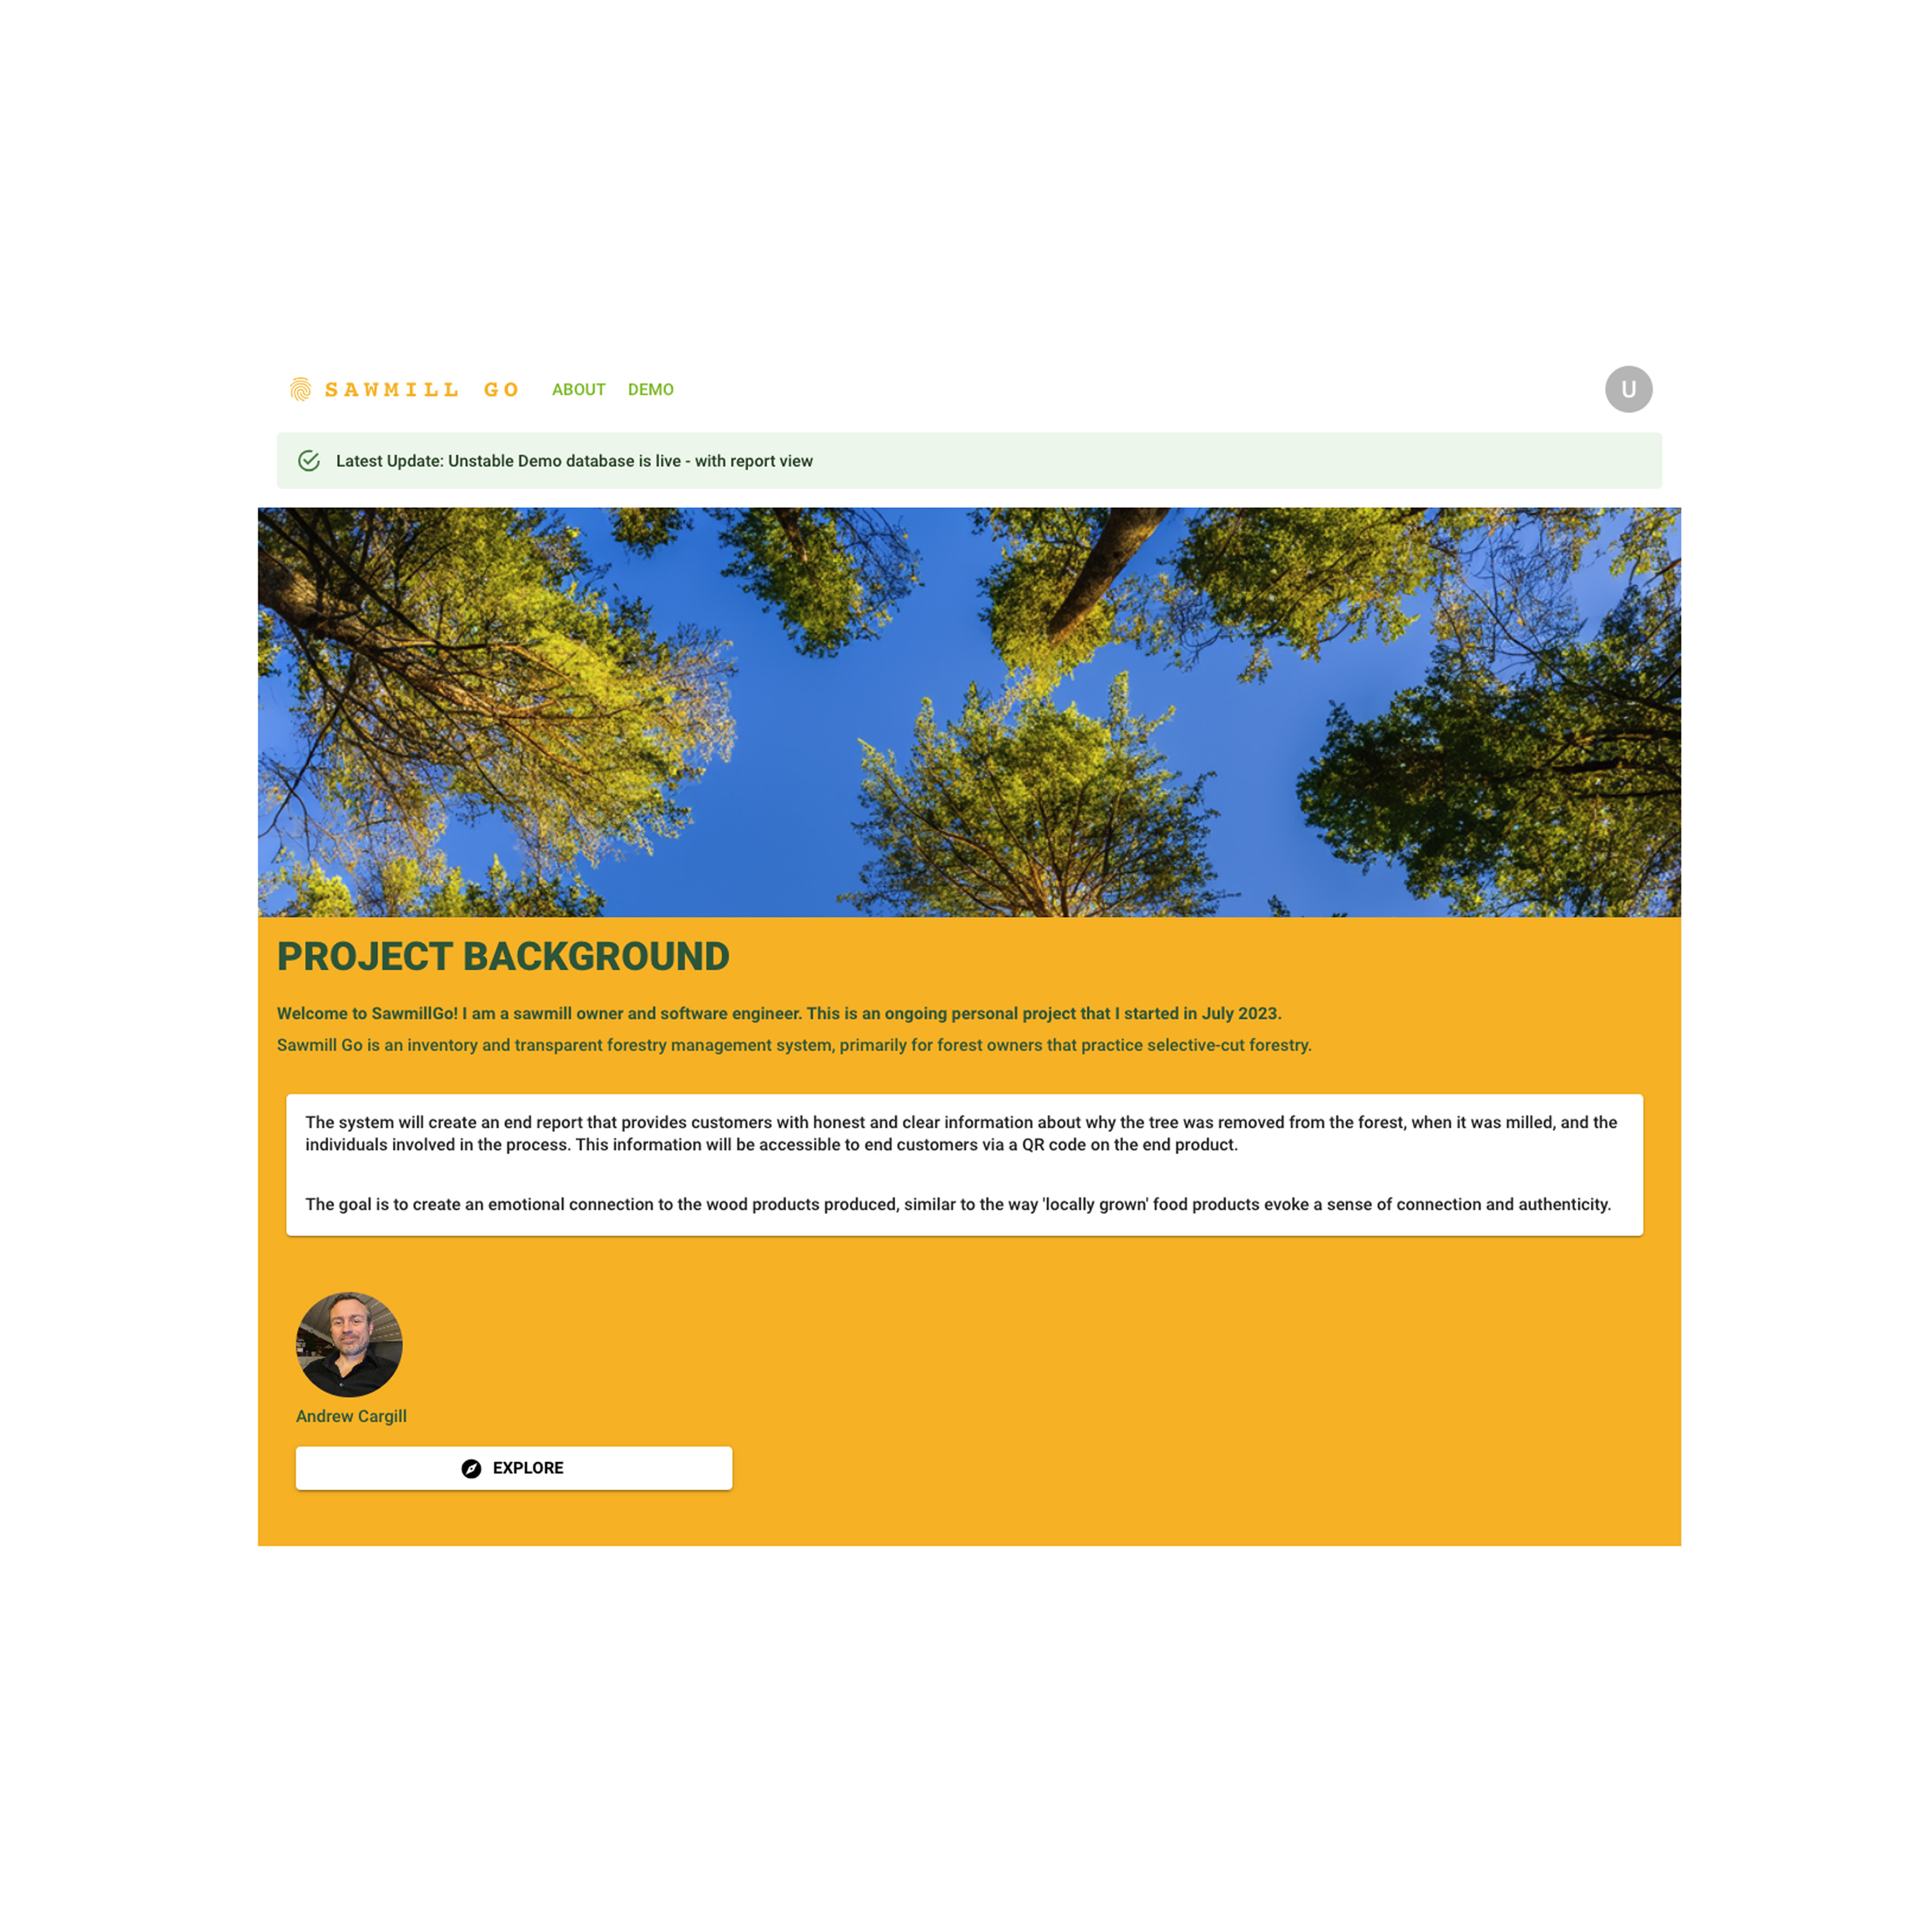 SAWMILL GO ABOUT DEMO U
Latest Update: Unstable Demo database is live - with report view
PROJECT BACKGROUND
Welcome to SawmillGo! I am a sawmill owner and software engineer. This is an ongoing personal project that I started in July 2023.
Sawmill Go is an inventory and transparent forestry management system, primarily for forest owners that practice selective-cut forestry.
The system will create an end report that provides customers with honest and clear information about why the tree was removed from the forest, when it was milled, and the
individuals involved in the process. This information will be accessible to end customers via a QR code on the end product.
The goal is to create an emotional connection to the wood products produced, similar to the way 'locally grown' food products evoke a sense of connection and authenticity.
Andrew Cargill
EXPLORE